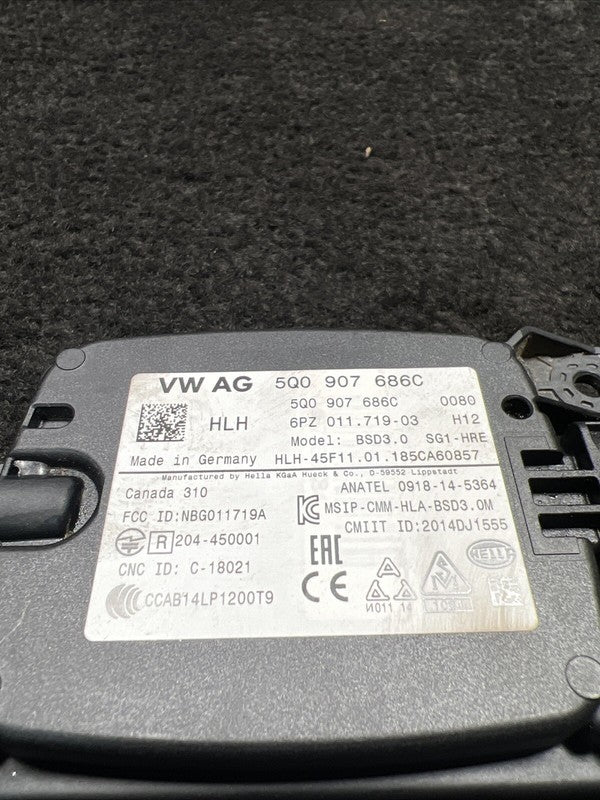 VW AG 5Q0 907 686C
5Q0 907 686C 0080
HLH 6PZ 011.719-03 H12
Model: BSD3.0 SG1-HRE
Made in Germany HLH-45F11.01.185CA60857
Manufactured by Hella KGaA Hueck & Co., D-59552 Lippstadt
Canada 310 ANATEL 0918-14-5364
FCC ID:NBG011719A MSIP-CMM-HLA-BSD3.0M
R 204-450001 CMIIT ID:2014DJ1555
CNC ID: C-18021 EAC CE HELLA
CCAB14LP1200T9 И011 14